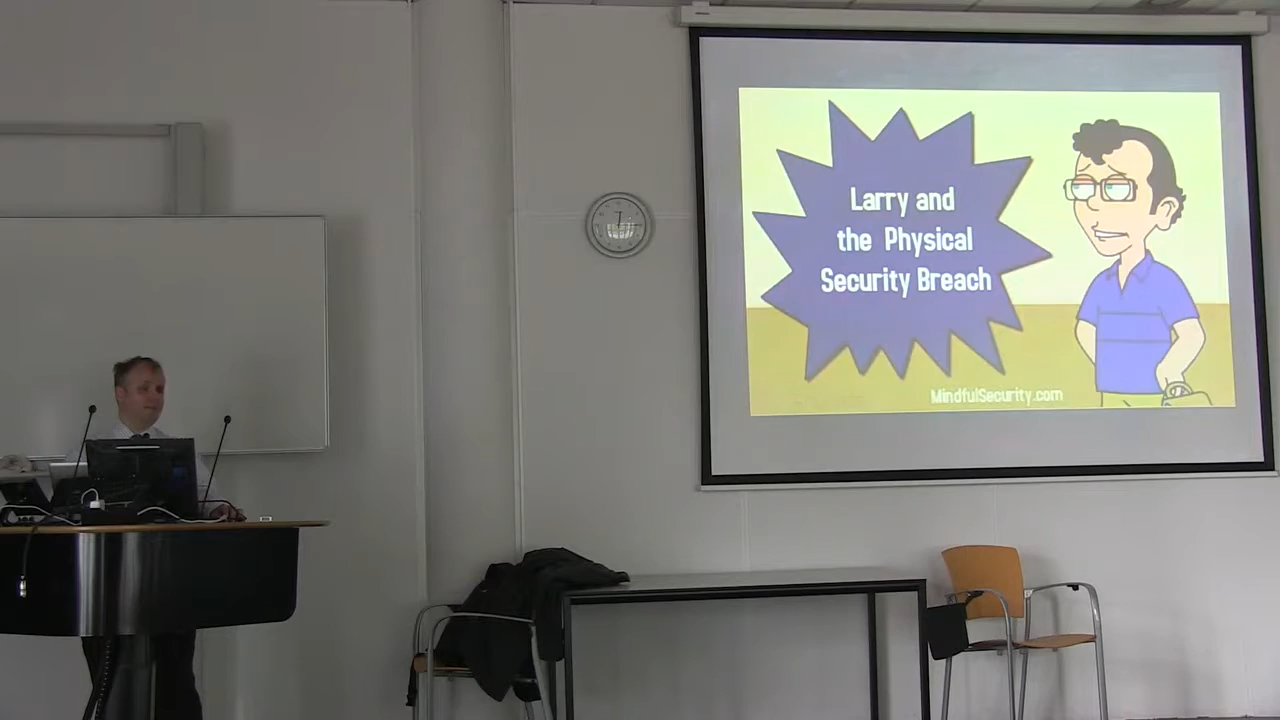 Larry and
the Physical
Security Breach
MindfulSecurity.com